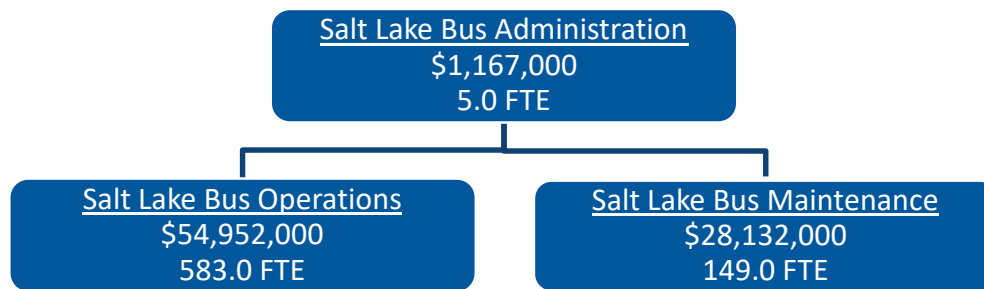 Salt Lake Bus Administration
$1,167,000
5.0 FTE
Salt Lake Bus Operations
$54,952,000
583.0 FTE
Salt Lake Bus Maintenance
$28,132,000
149.0 FTE